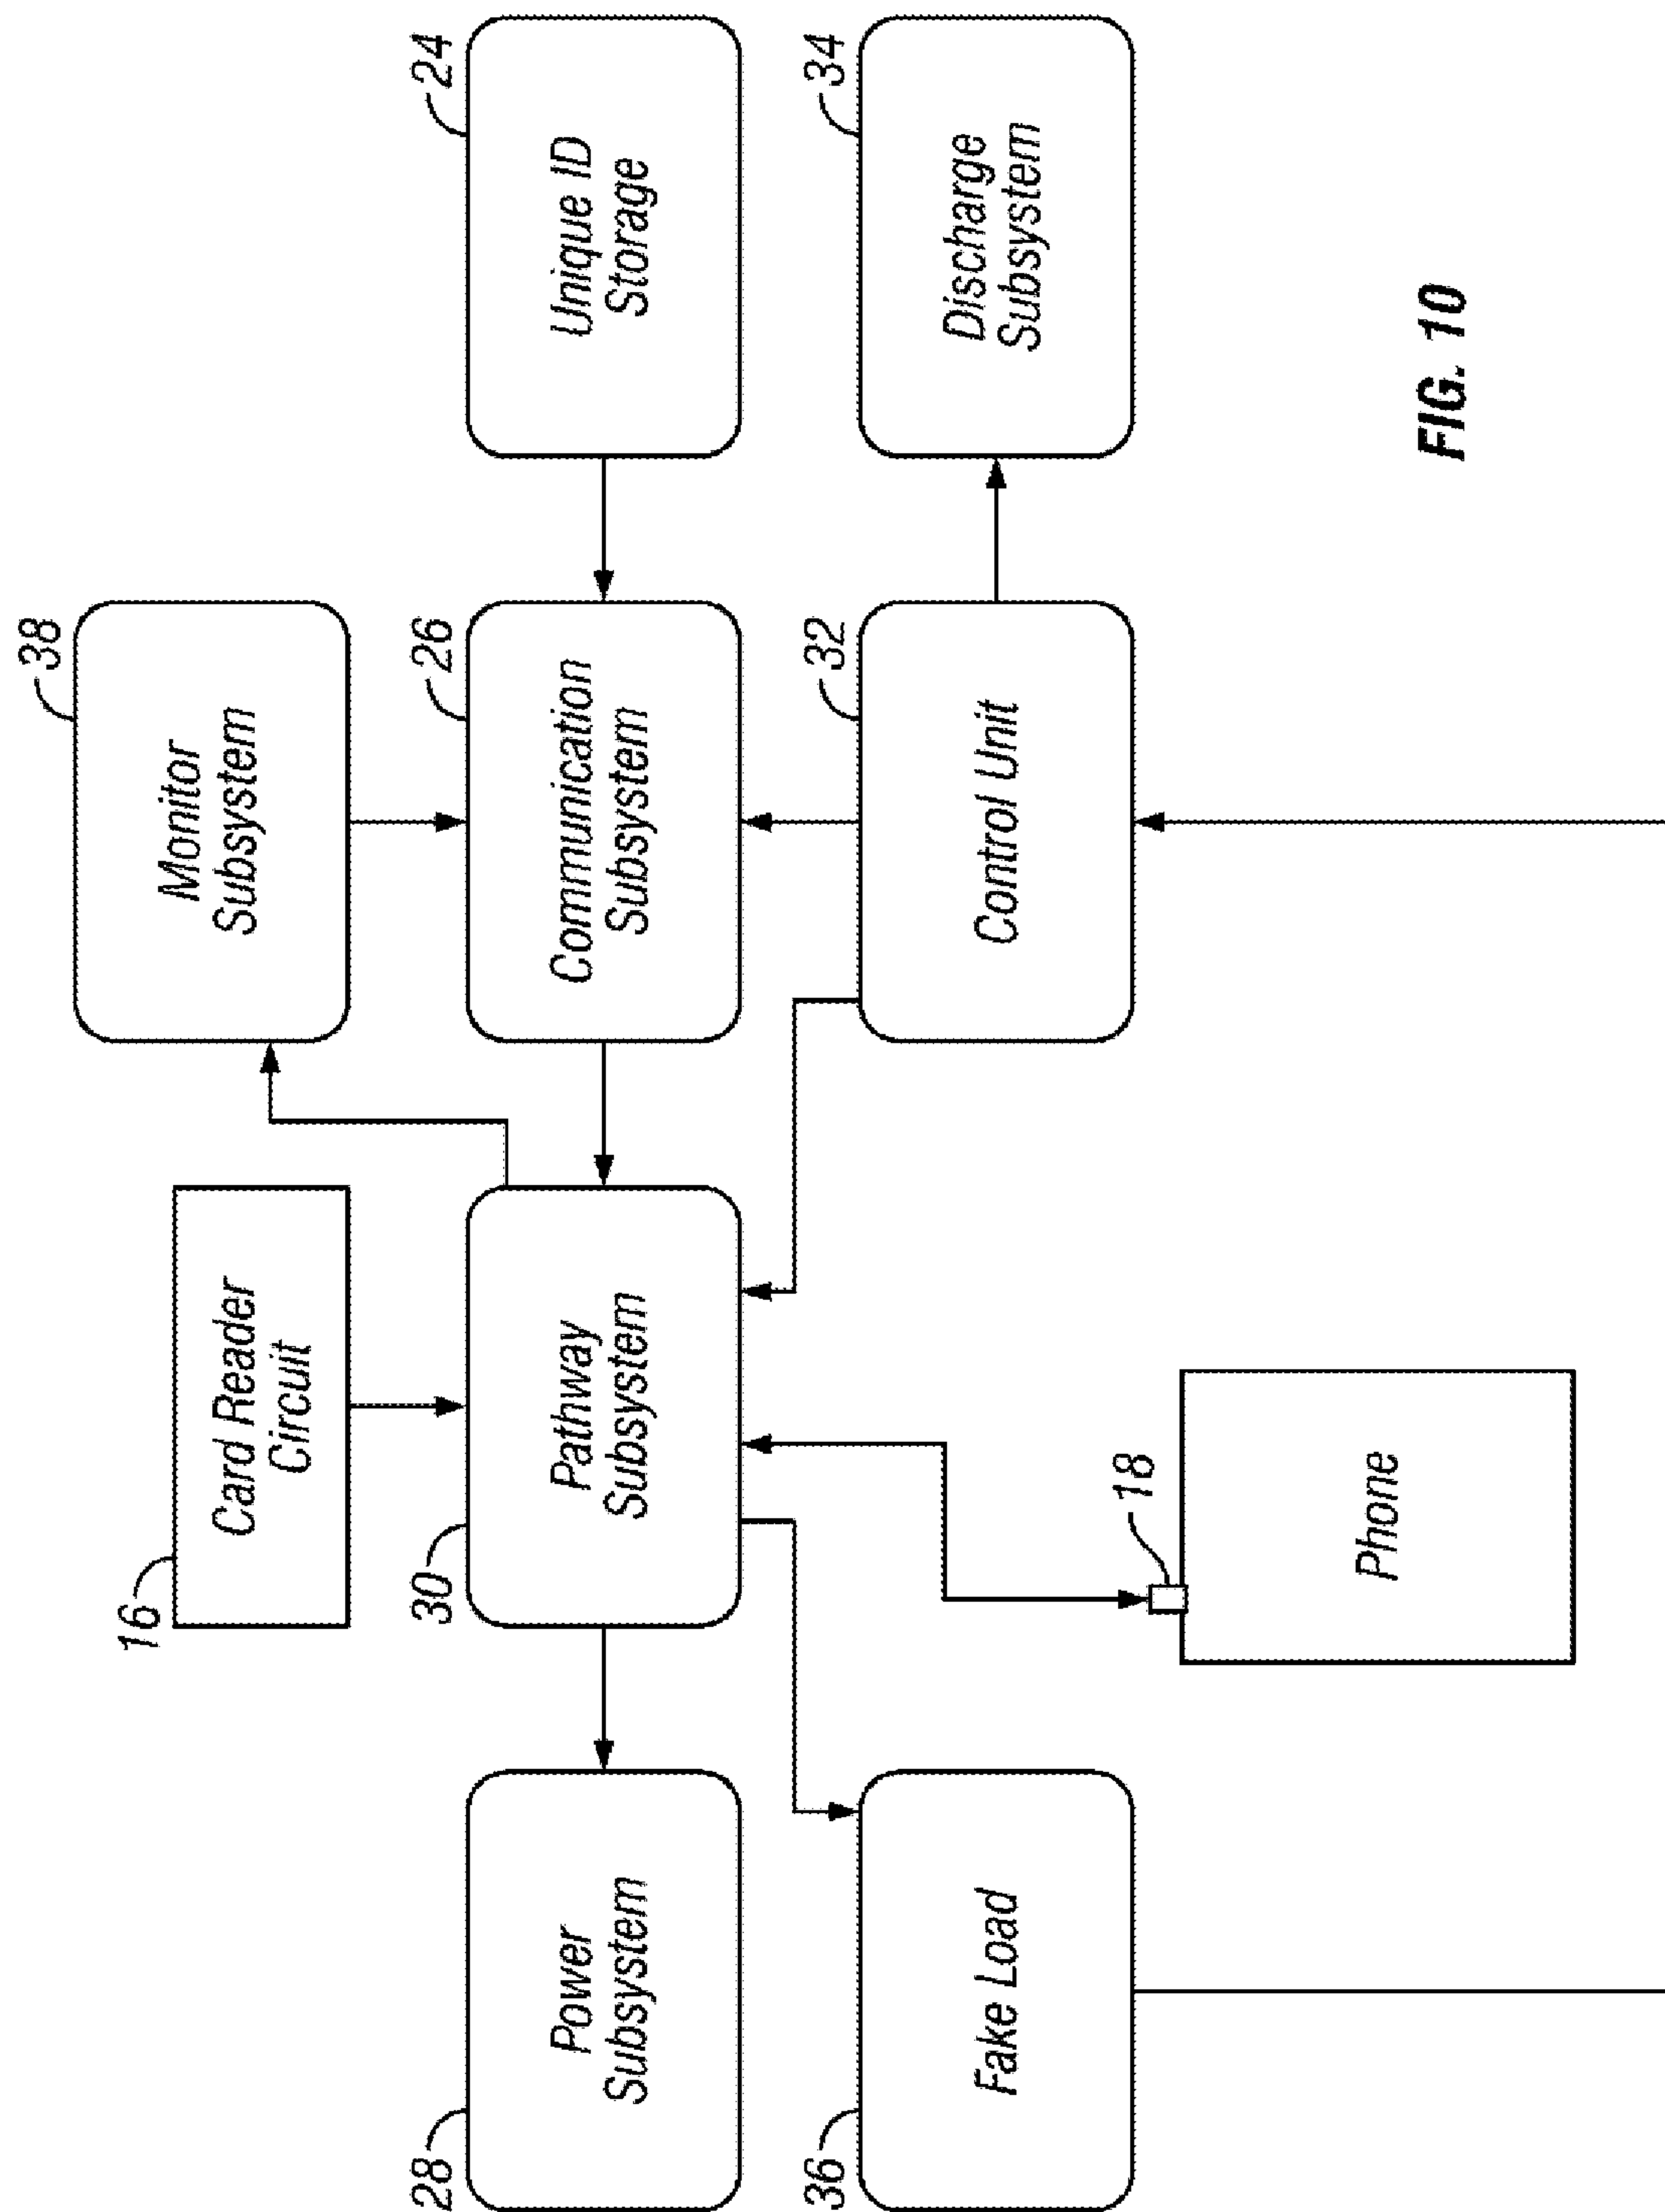 38
Monitor
Subsystem
16
Card Reader
Circuit
28
Power
Subsystem
30
Pathway
Subsystem
26
Communication
Subsystem
24
Unique ID
Storage
36
Fake Load
32
Control Unit
34
Discharge
Subsystem
18
Phone
FIG. 10